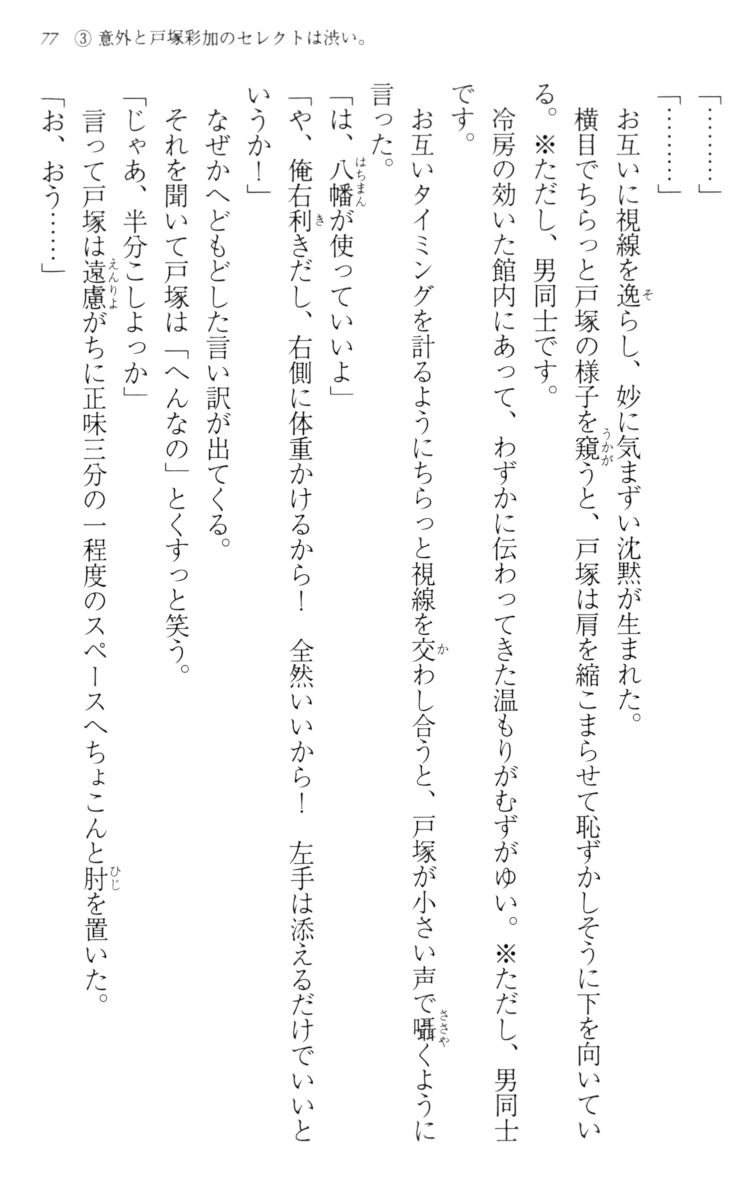 77　③ 意外と戸塚彩加のセレクトは渋い。
「…………」
「…………」
　お互いに視線を逸らし、妙に気まずい沈黙が生まれた。
　横目でちらっと戸塚の様子を窺うと、戸塚は肩を縮こまらせて恥ずかしそうに下を向いてい
る。※ただし、男同士です。
　冷房の効いた館内にあって、わずかに伝わってきた温もりがむずがゆい。※ただし、男同士
です。
　お互いタイミングを計るようにちらっと視線を交わし合うと、戸塚が小さい声で囁くように
言った。
「は、八幡が使っていいよ」
「や、俺右利きだし、右側に体重かけるから！　全然いいから！　左手は添えるだけでいいと
いうか！」
　なぜかへどもどした言い訳が出てくる。
　それを聞いて戸塚は「へんなの」とくすっと笑う。
「じゃあ、半分こしよっか」
　言って戸塚は遠慮がちに正味三分の一程度のスペースへちょこんと肘を置いた。
「お、おう……」